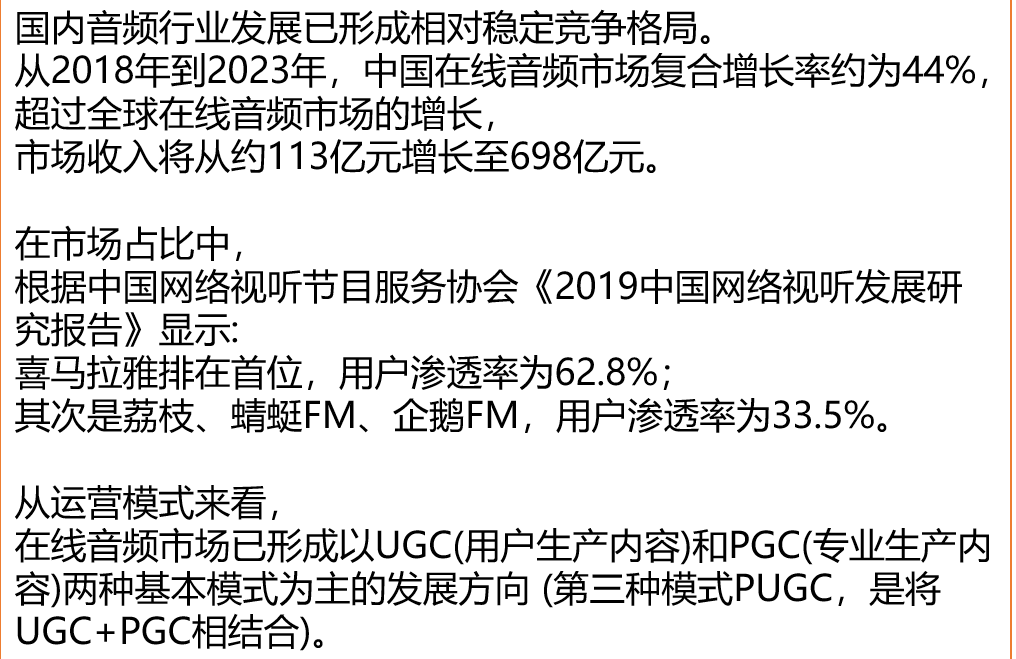 国内音频行业发展已形成相对稳定竞争格局。
从2018年到2023年，中国在线音频市场复合增长率约为44%，
超过全球在线音频市场的增长，
市场收入将从约113亿元增长至698亿元。
在市场占比中，
根据中国网络视听节目服务协会《2019中国网络视听发展研
究报告》显示:
喜马拉雅排在首位，用户渗透率为62.8%；
其次是荔枝、蜻蜓FM、企鹅FM，用户渗透率为33.5%。
从运营模式来看，
在线音频市场已形成以UGC(用户生产内容)和PGC(专业生产内
容)两种基本模式为主的发展方向 (第三种模式PUGC，是将
UGC+PGC相结合)。